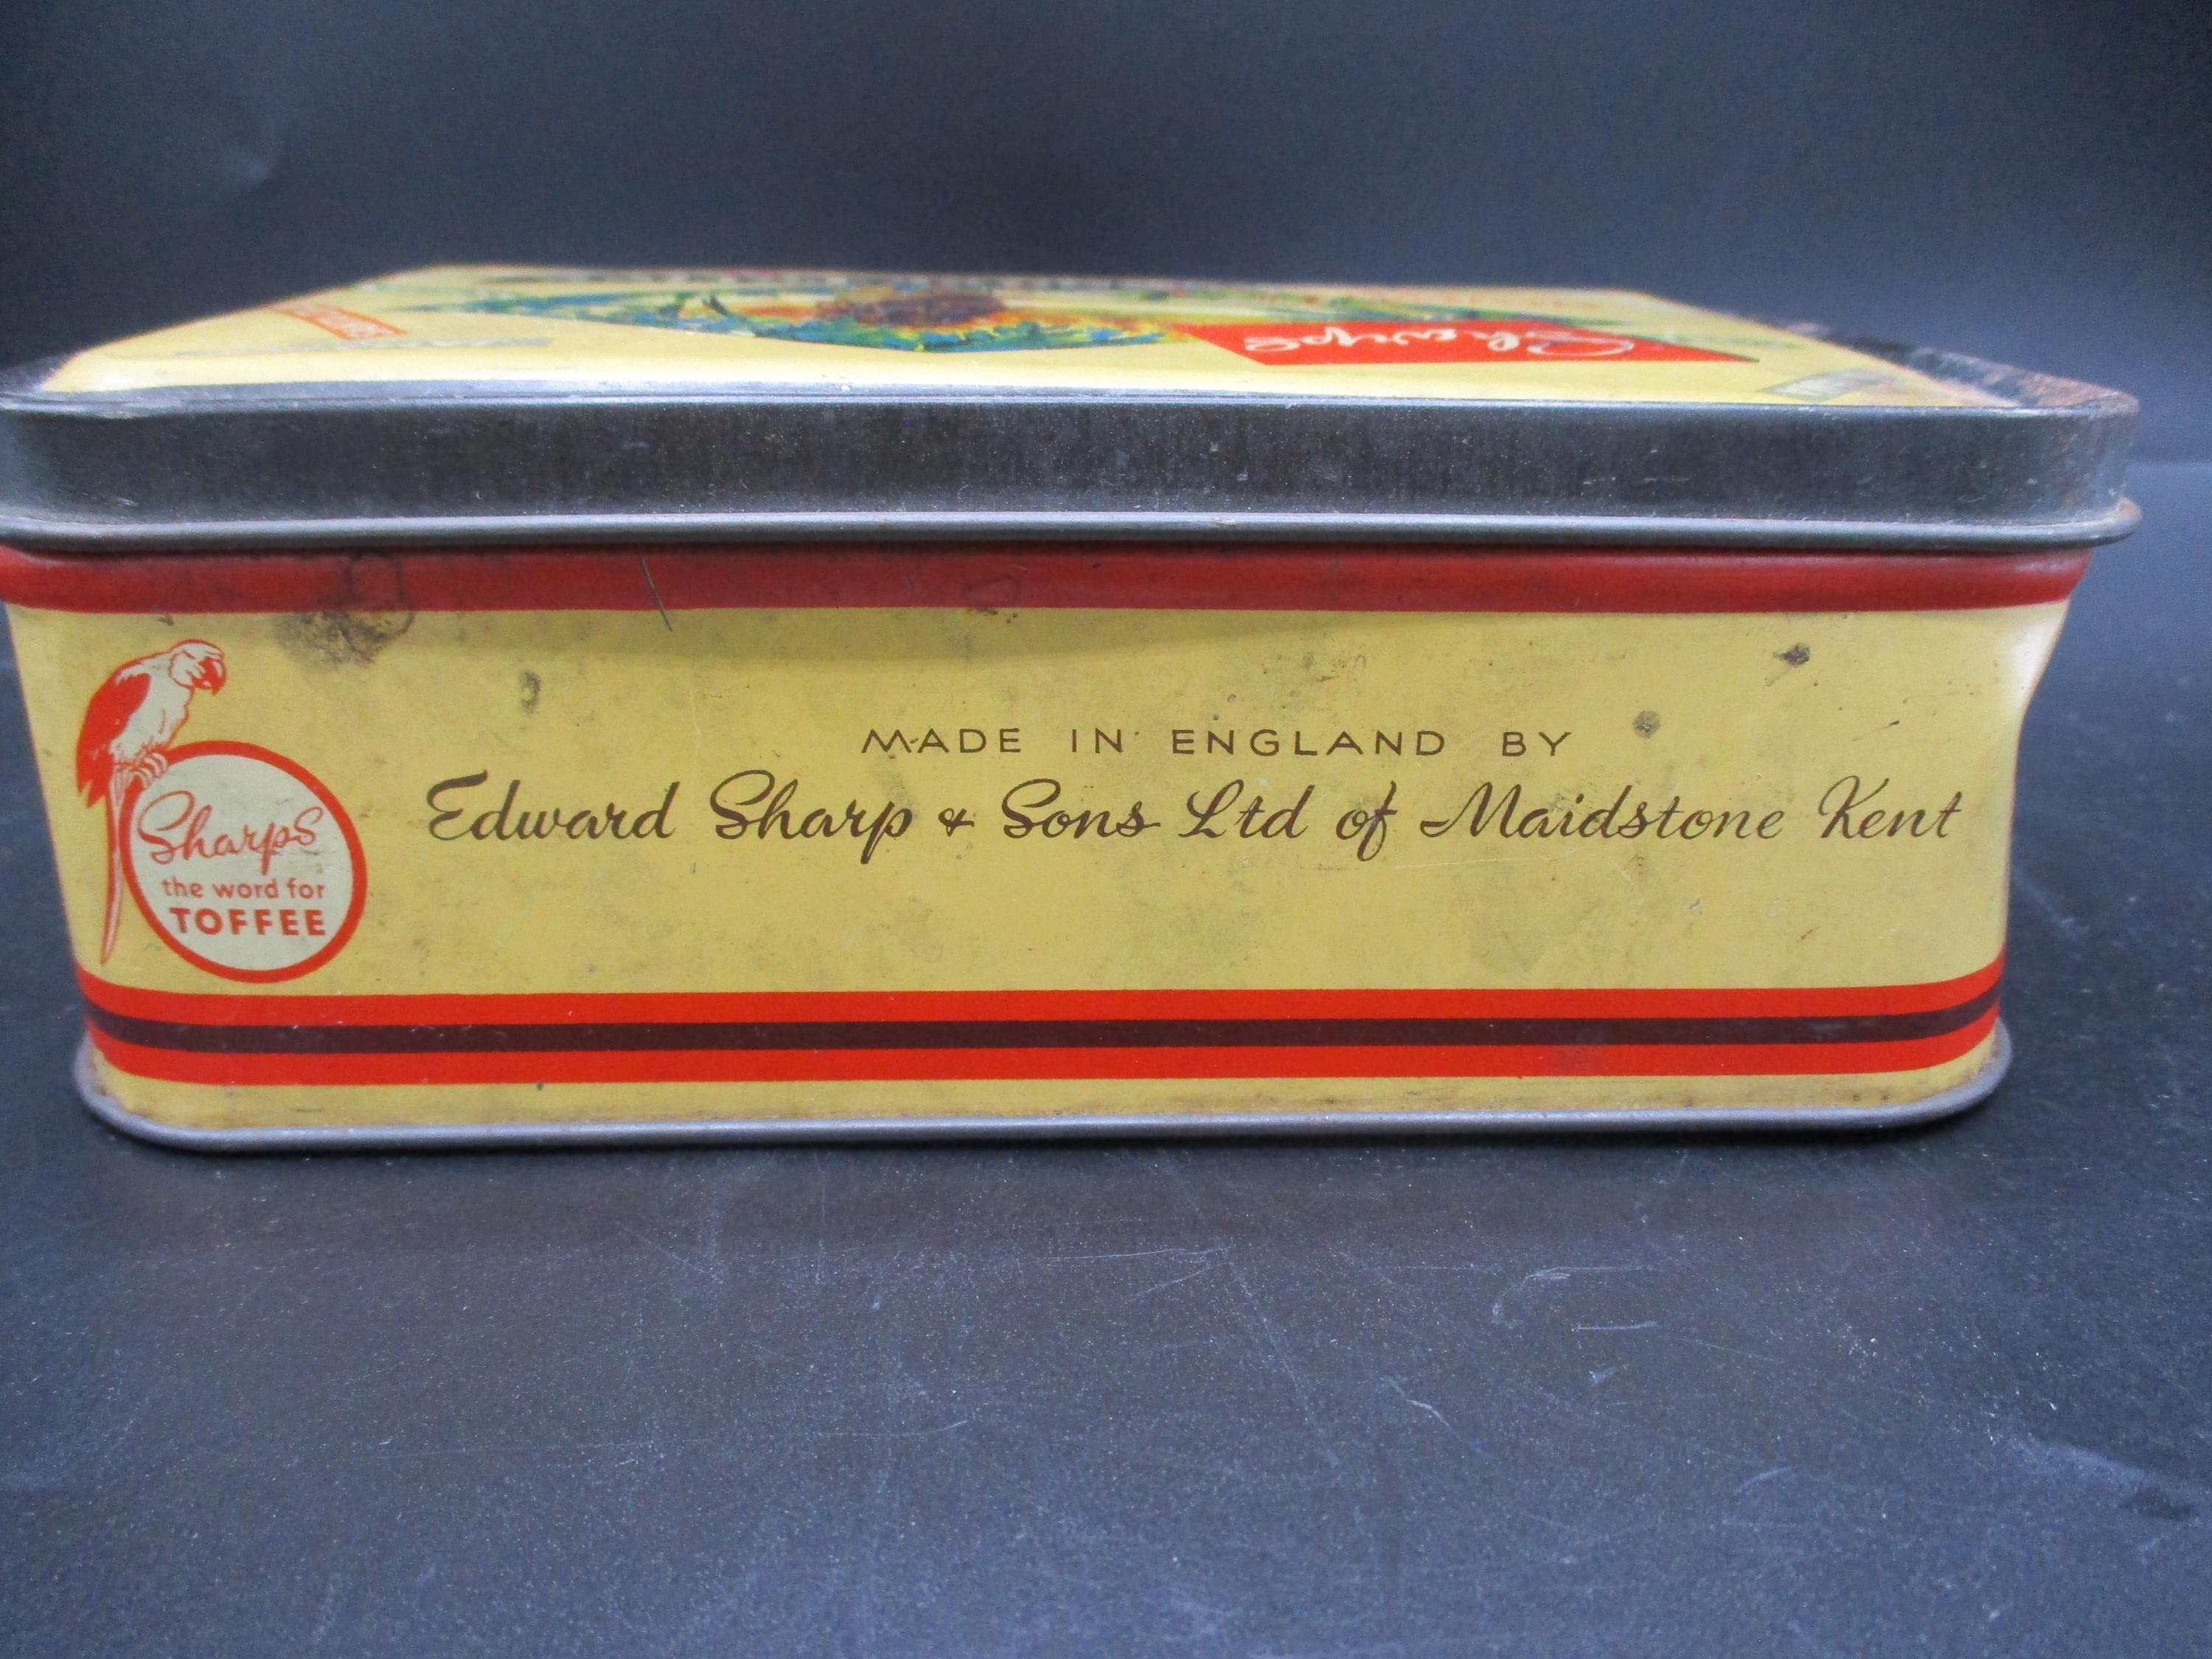 Sharps
MADE IN ENGLAND BY
Edward Sharp & Sons Ltd of Maidstone Kent
Sharps
the word for
TOFFEE